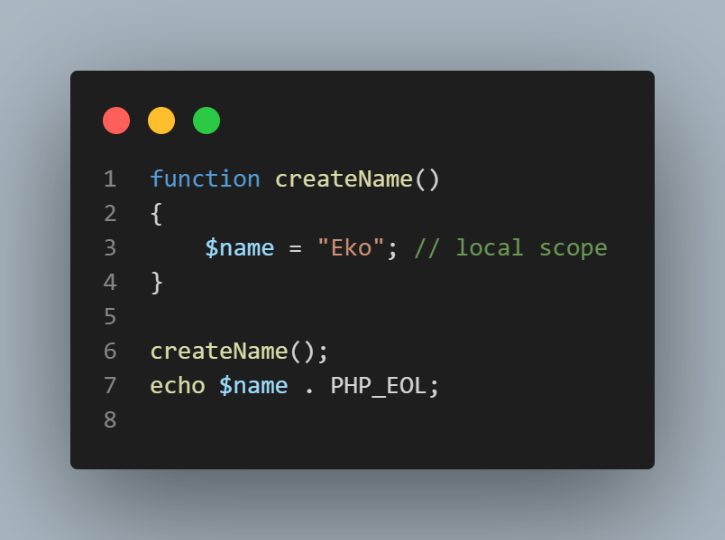 1 function createName()
2 {
3     $name = "Eko"; // local scope
4 }
5
6 createName();
7 echo $name . PHP_EOL;
8